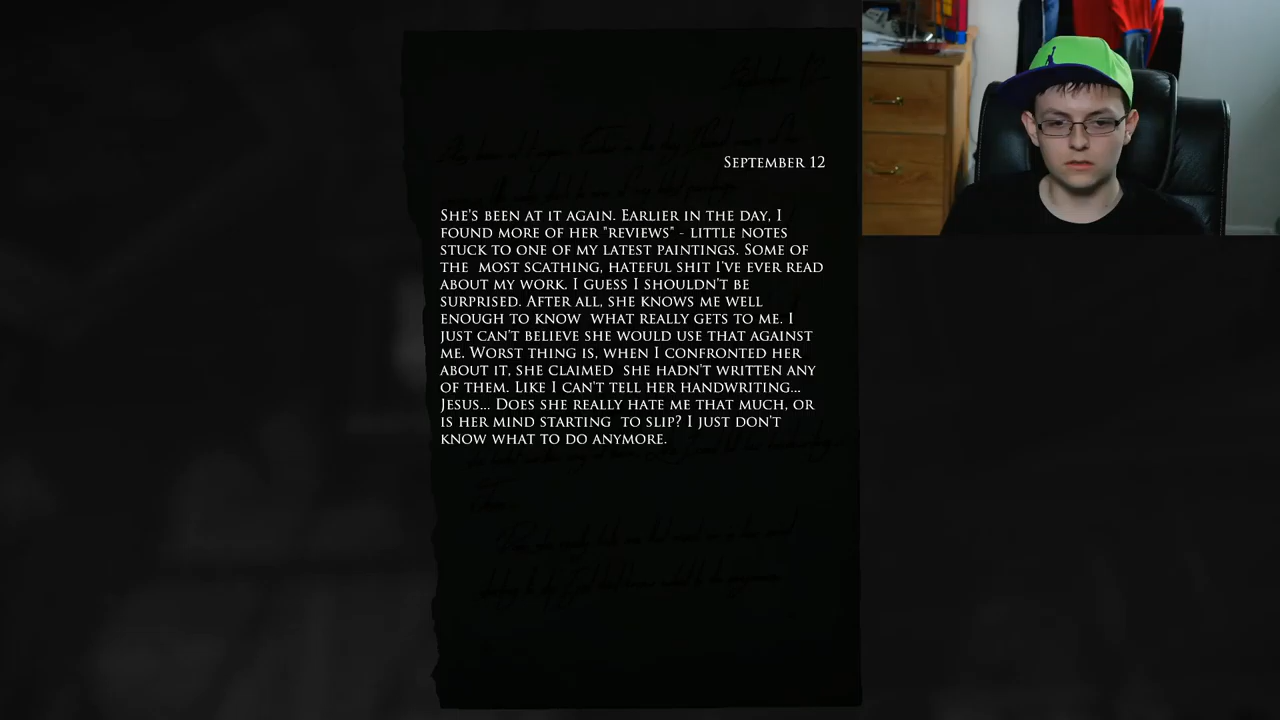 September 12
She's been at it again. Earlier in the day, I
found more of her "reviews" - little notes
stuck to one of my latest paintings. Some of
the most scathing, hateful shit I've ever read
about my work. I guess I shouldn't be
surprised. After all, she knows me well
enough to know what really gets to me. I
just can't believe she would use that against
me. Worst thing is, when I confronted her
about it, she claimed she hadn't written any
of them. Like I can't tell her handwriting...
Jesus... Does she really hate me that much, or
is her mind starting to slip? I just don't
know what to do anymore.